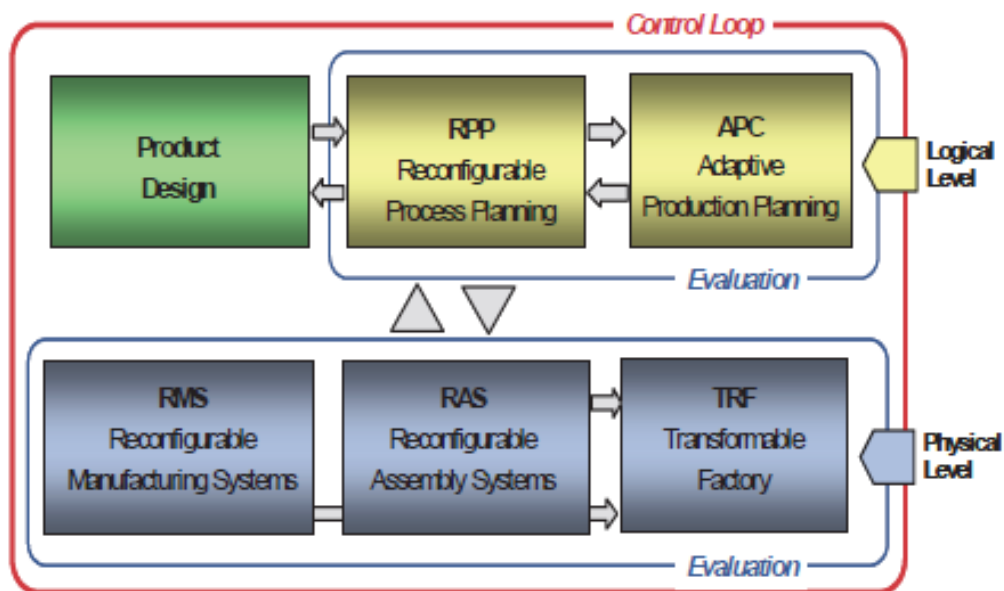 Control Loop
Product
Design
RPP
Reconfigurable
Process Planning
APC
Adaptive
Production Planning
Logical
Level
Evaluation
RMS
Reconfigurable
Manufacturing Systems
RAS
Reconfigurable
Assembly Systems
TRF
Transformable
Factory
Physical
Level
Evaluation